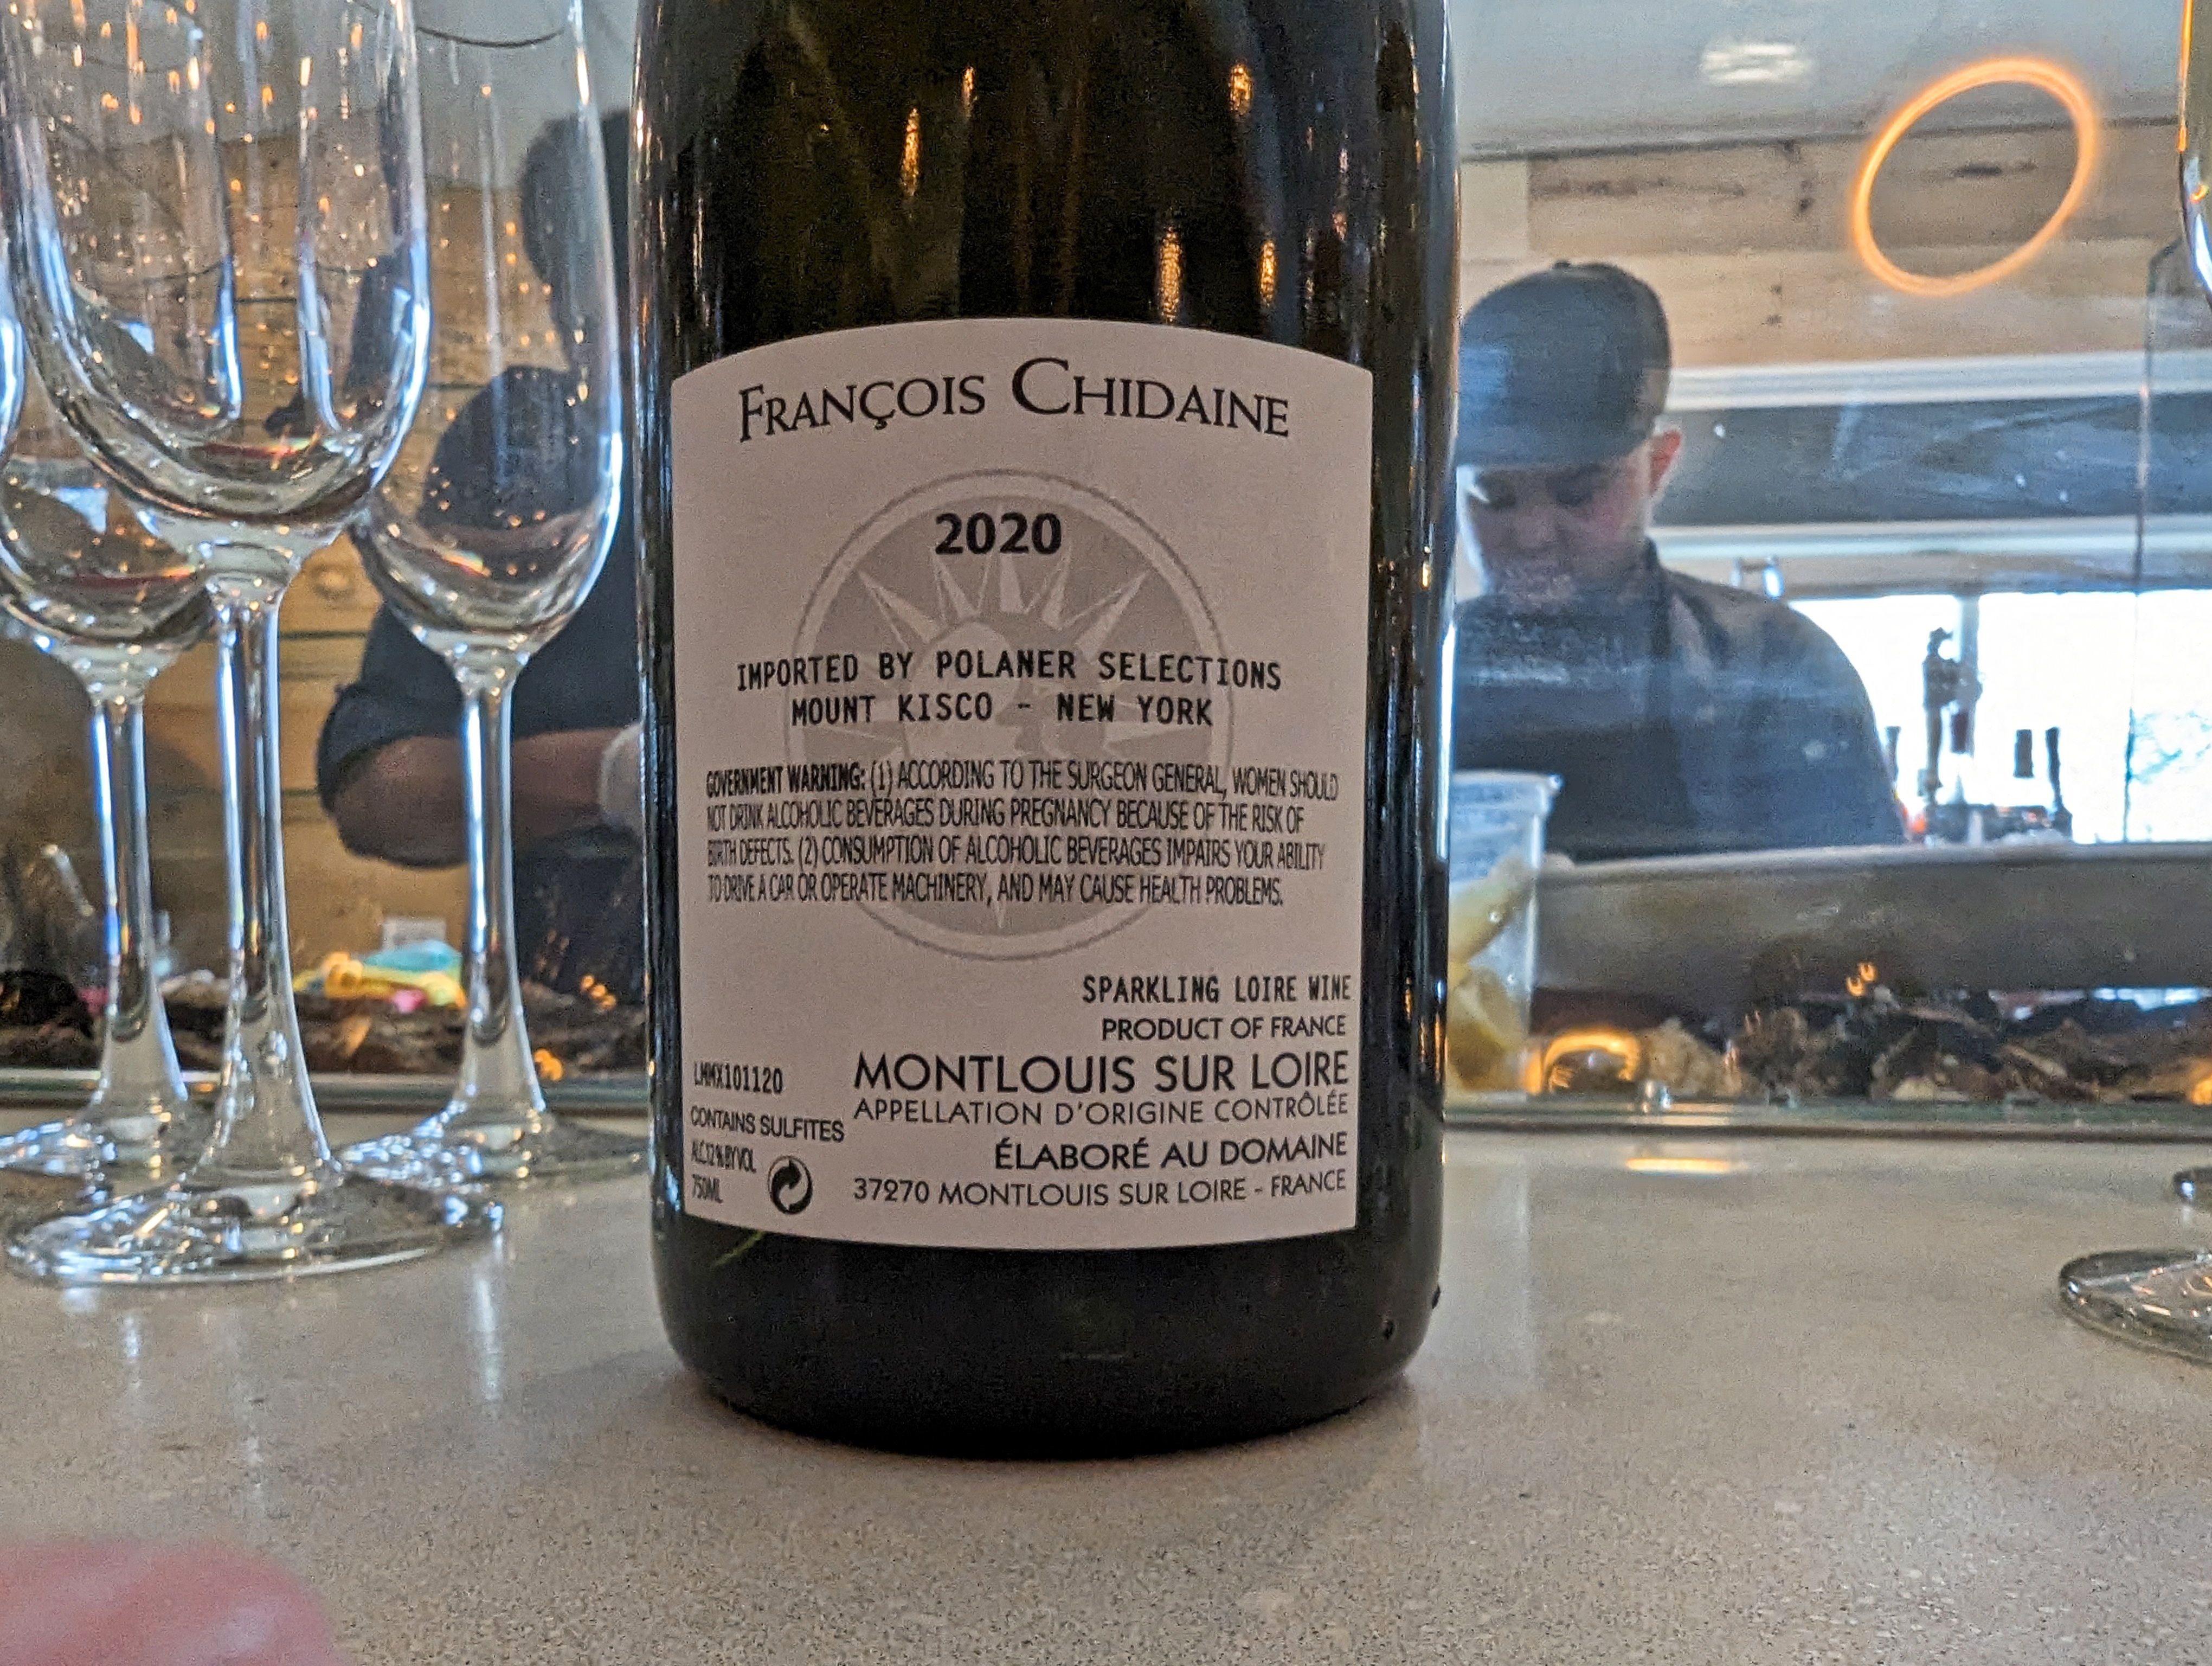 FRANÇOIS CHIDAINE
2020
IMPORTED BY POLANER SELECTIONS
MOUNT KISCO - NEW YORK
GOVERNMENT WARNING: (1) ACCORDING TO THE SURGEON GENERAL, WOMEN SHOULD
NOT DRINK ALCOHOLIC BEVERAGES DURING PREGNANCY BECAUSE OF THE RISK OF
BIRTH DEFECTS. (2) CONSUMPTION OF ALCOHOLIC BEVERAGES IMPAIRS YOUR ABILITY
TO DRIVE A CAR OR OPERATE MACHINERY, AND MAY CAUSE HEALTH PROBLEMS.
SPARKLING LOIRE WINE
PRODUCT OF FRANCE
MONTLOUIS SUR LOIRE
APPELLATION D'ORIGINE CONTRÔLÉE
ÉLABORÉ AU DOMAINE
37270 MONTLOUIS SUR LOIRE - FRANCE
LMMX101120
CONTAINS SULFITES
ALC.12% BY VOL
750ML